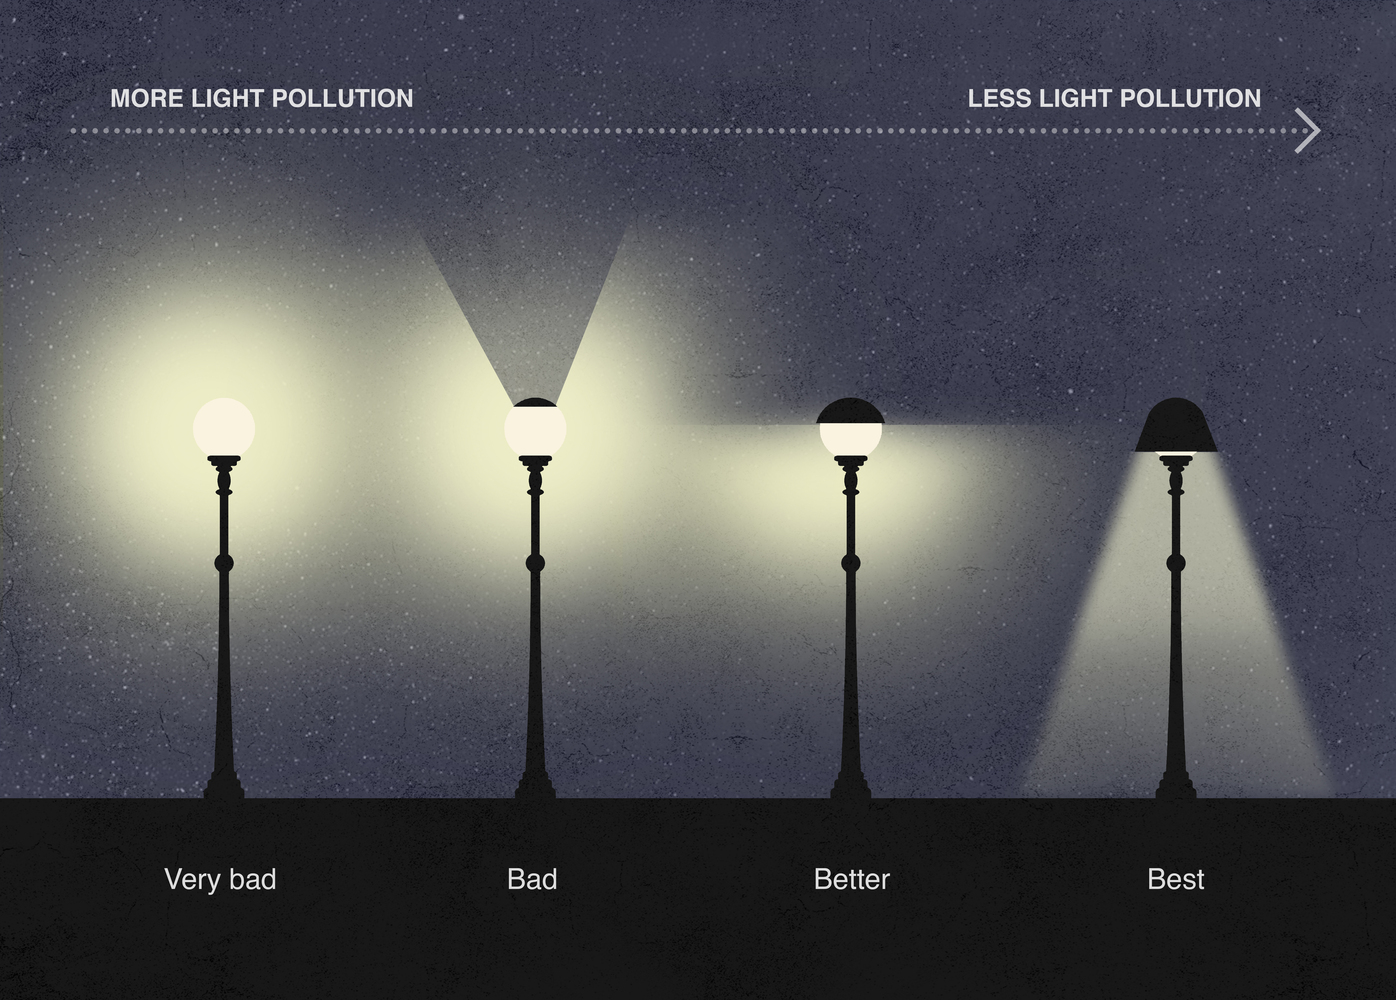 MORE LIGHT POLLUTION
LESS LIGHT POLLUTION
Very bad
Bad
Better
Best